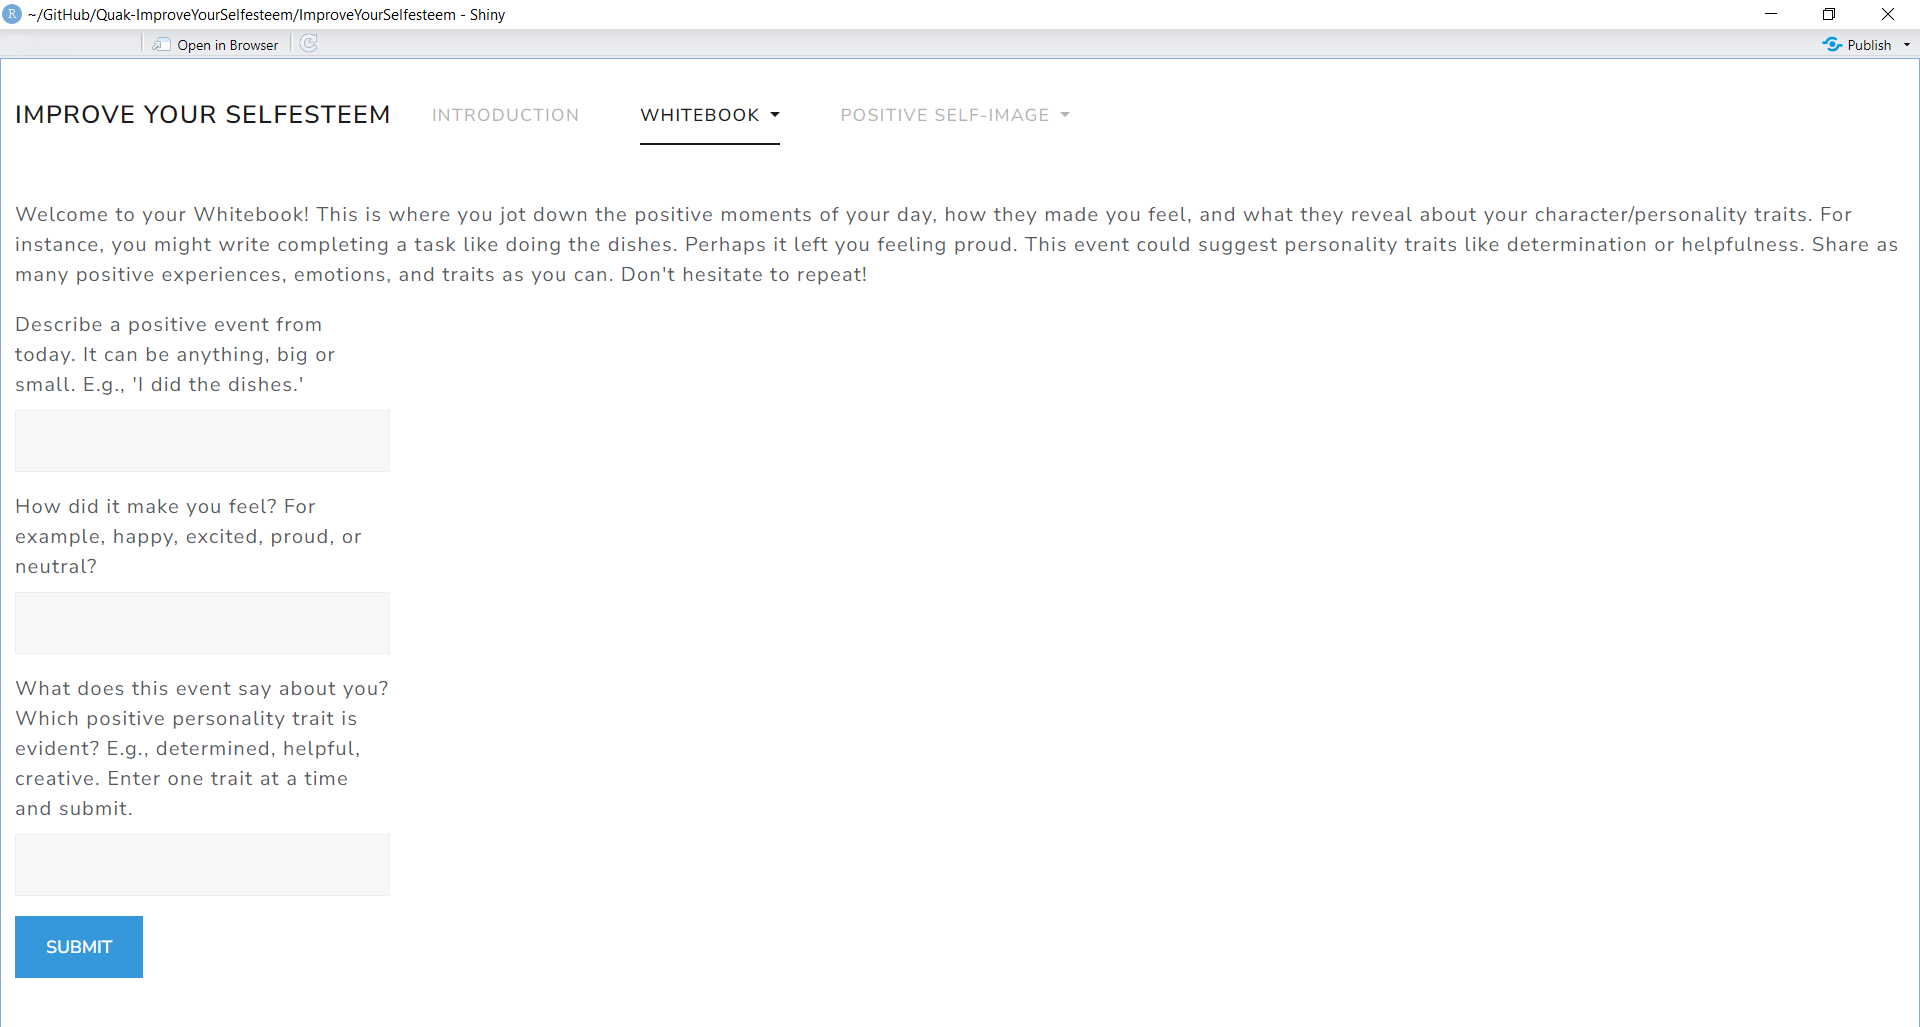 R ~/GitHub/Quak-ImproveYourSelfesteem/ImproveYourSelfesteem - Shiny
Open in Browser Publish
IMPROVE YOUR SELFESTEEM INTRODUCTION WHITEBOOK POSITIVE SELF-IMAGE
Welcome to your Whitebook! This is where you jot down the positive moments of your day, how they made you feel, and what they reveal about your character/personality traits. For
instance, you might write completing a task like doing the dishes. Perhaps it left you feeling proud. This event could suggest personality traits like determination or helpfulness. Share as
many positive experiences, emotions, and traits as you can. Don't hesitate to repeat!
Describe a positive event from
today. It can be anything, big or
small. E.g., 'I did the dishes.'
How did it make you feel? For
example, happy, excited, proud, or
neutral?
What does this event say about you?
Which positive personality trait is
evident? E.g., determined, helpful,
creative. Enter one trait at a time
and submit.
SUBMIT